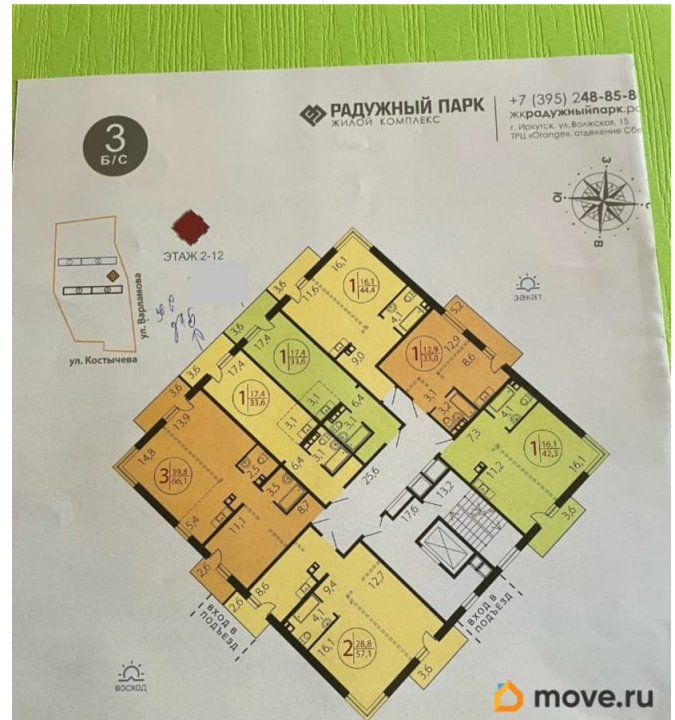 3
Б/С
РАДУЖНЫЙ ПАРК
ЖИЛОЙ КОМПЛЕКС
+7 (395) 248-85-8
жкрадужныйпарк.рф
г. Иркутск, ул.Волжская, 15
ТРЦ «Orange», отделение Сбе
З
Ю
С
В
ЭТАЖ 2-12
ул. Варламова
ул. Костычева
закат
3,6
11,6
16,1
1 16,1 44,4
4,1
9,0
5,2
12,9
8,6
1 12,9 33,0
3,1
3,2
3,6
17,4
1 17,4 33,6
3,1
6,4
3,1
3,6
17,4
1 17,4 33,6
3,1
3,1
6,4
7,3
4,1
1 16,1 42,3
11,2
16,1
3,6
3,6
13,9
14,8
3 39,8 66,1
2,5
3,5
8,7
15,4
11,1
2,6
25,6
17,6
13,2
2,6
8,6
9,4
12,7
4,1
16,1
2 28,8 57,1
3,6
ВХОД В
ПОДЪЕЗД
ВХОД В
ПОДЪЕЗД
восход
move.ru